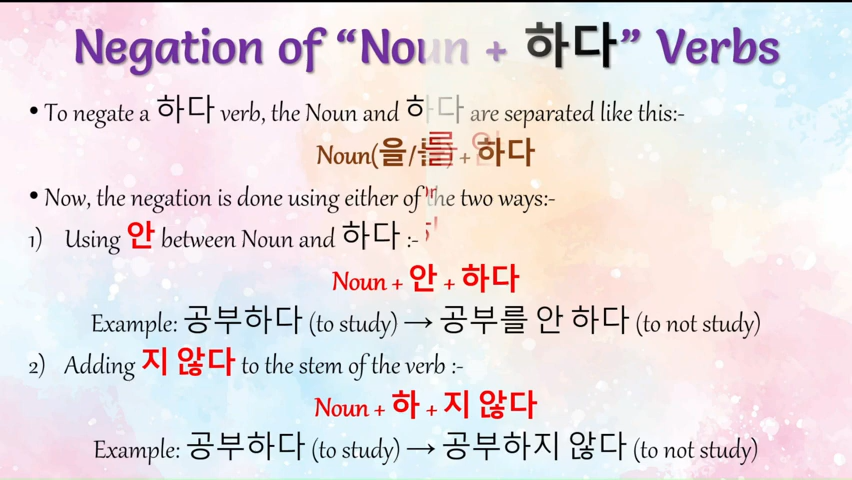 Negation of “Noun + 하다” Verbs
• To negate a 하다 verb, the Noun and 하다 are separated like this:-
Noun(을/를) + 하다
• Now, the negation is done using either of the two ways:-
1) Using 안 between Noun and 하다 :-
Noun + 안 + 하다
Example: 공부하다 (to study) → 공부를 안 하다 (to not study)
2) Adding 지 않다 to the stem of the verb :-
Noun + 하 + 지 않다
Example: 공부하다 (to study) → 공부하지 않다 (to not study)